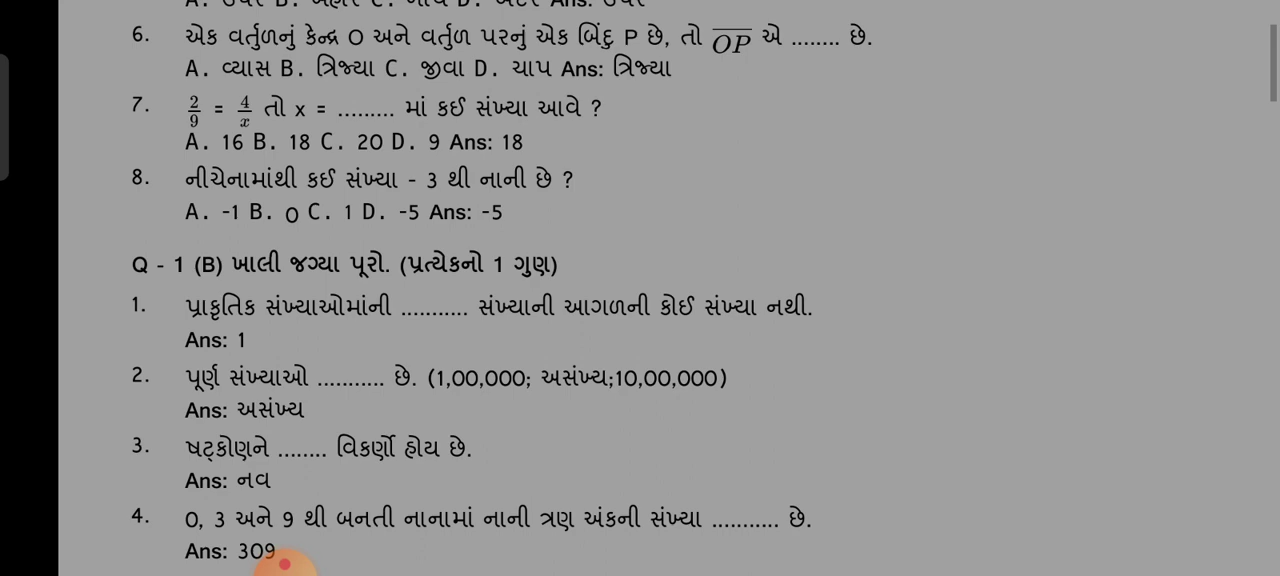 6. એક વર્તુળનું કેન્દ્ર O અને વર્તુળ પરનું એક બિંદુ P છે, તો \overline{OP} એ ........ છે.
A. વ્યાસ B. ત્રિજ્યા C. જીવા D. ચાપ Ans: ત્રિજ્યા
7. 2/9 = 4/x તો x = ......... માં કઈ સંખ્યા આવે ?
A. 16 B. 18 C. 20 D. 9 Ans: 18
8. નીચેનામાંથી કઈ સંખ્યા - 3 થી નાની છે ?
A. -1 B. 0 C. 1 D. -5 Ans: -5
Q - 1 (B) ખાલી જગ્યા પૂરો. (પ્રત્યેકનો 1 ગુણ)
1. પ્રાકૃતિક સંખ્યાઓમાંની ........... સંખ્યાની આગળની કોઈ સંખ્યા નથી.
Ans: 1
2. પૂર્ણ સંખ્યાઓ ........... છે. (1,00,000; અસંખ્ય;10,00,000)
Ans: અસંખ્ય
3. ષટ્કોણને ........ વિકર્ણો હોય છે.
Ans: નવ
4. 0, 3 અને 9 થી બનતી નાનામાં નાની ત્રણ અંકની સંખ્યા ........... છે.
Ans: 309